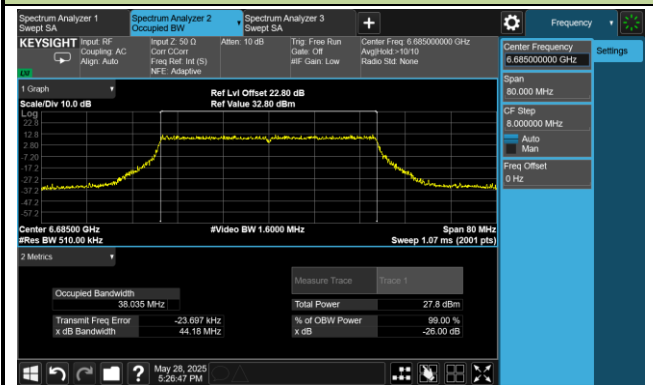 Spectrum Analyzer 1
Swept SA
Spectrum Analyzer 2
Occupied BW
Spectrum Analyzer 3
Swept SA
+
Frequency
KEYSIGHT
Input: RF
Coupling: AC
Align: Auto
Input Z: 50 Ω
Corr CCorr
Freq Ref: Int (S)
NFE: Adaptive
Atten: 10 dB
Trig: Free Run
Gate: Off
#IF Gain: Low
Center Freq: 6.685000000 GHz
Avg|Hold:>10/10
Radio Std: None
Center Frequency
6.685000000 GHz
Settings
Span
80.000 MHz
CF Step
8.000000 MHz
Auto
Man
Freq Offset
0 Hz
1 Graph
Scale/Div 10.0 dB
Ref Lvl Offset 22.80 dB
Ref Value 32.80 dBm
Log
22.8
12.8
2.80
-7.20
-17.2
-27.2
-37.2
-47.2
-57.2
Center 6.68500 GHz
#Video BW 1.6000 MHz
Span 80 MHz
#Res BW 510.00 kHz
Sweep 1.07 ms (2001 pts)
2 Metrics
Measure Trace
Trace 1
Occupied Bandwidth
38.035 MHz
Total Power
27.8 dBm
Transmit Freq Error
-23.697 kHz
% of OBW Power
99.00 %
x dB Bandwidth
44.18 MHz
x dB
-26.00 dB
?
May 28, 2025
5:26:47 PM